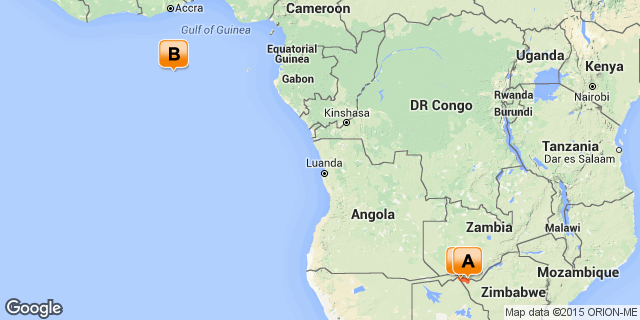 Accra
Cameroon
Gulf of Guinea
B
Equatorial
Guinea
Gabon
Uganda
Kenya
Nairobi
Rwanda
Burundi
DR Congo
Kinshasa
Tanzania
Dar es Salaam
Luanda
Angola
Zambia
Malawi
A
Mozambique
Zimbabwe
Google
Map data ©2015 ORION-ME